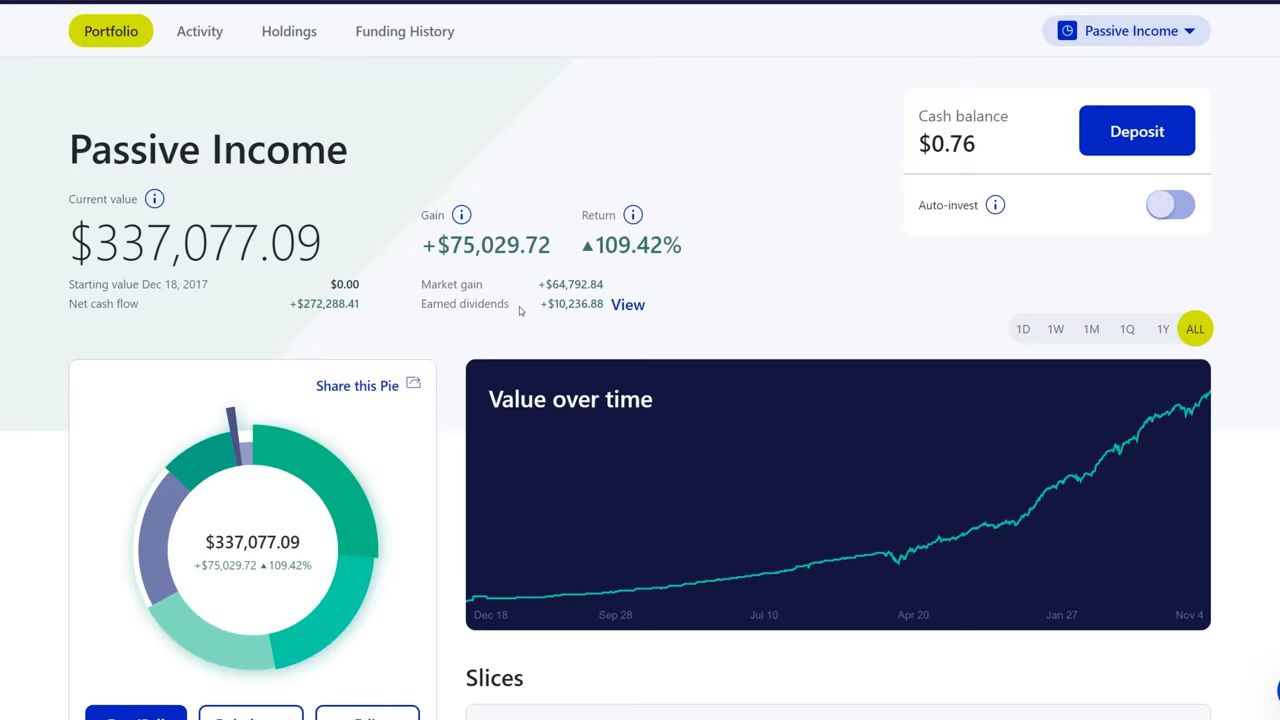 Portfolio
Activity
Holdings
Funding History
Passive Income
Passive Income
Cash balance
$0.76
Deposit
Auto-invest
Current value
$337,077.09
Starting value Dec 18, 2017 $0.00
Net cash flow +$272,288.41
Gain
+$75,029.72
Return
▲109.42%
Market gain +$64,792.84
Earned dividends +$10,236.88 View
1D 1W 1M 1Q 1Y ALL
Share this Pie
$337,077.09
+$75,029.72 ▲109.42%
Value over time
Dec 18 Sep 28 Jul 10 Apr 20 Jan 27 Nov 4
Slices